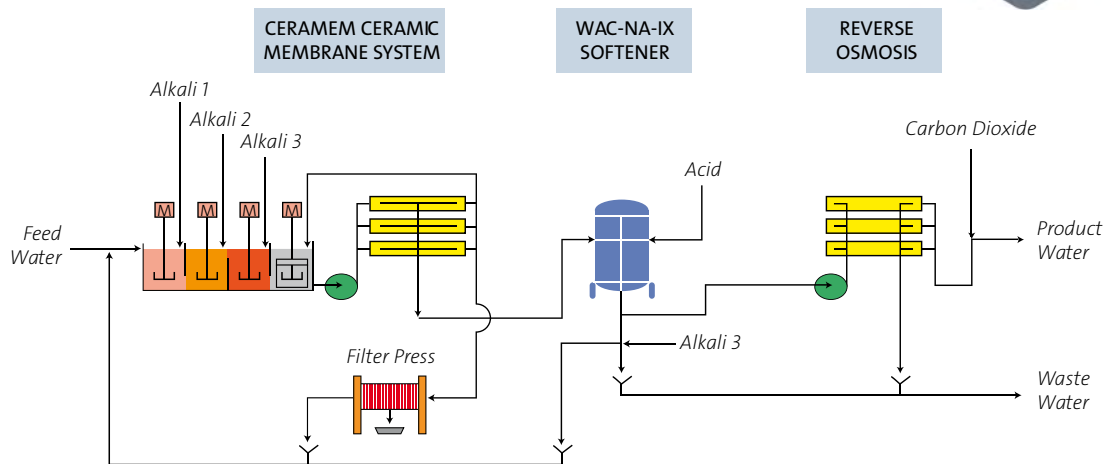 CERAMEM CERAMIC
MEMBRANE SYSTEM
WAC-NA-IX
SOFTENER
REVERSE
OSMOSIS
Alkali 1
Alkali 2
Alkali 3
Carbon Dioxide
Acid
M
M
M
M
Feed
Water
Product
Water
Alkali 3
Filter Press
Waste
Water